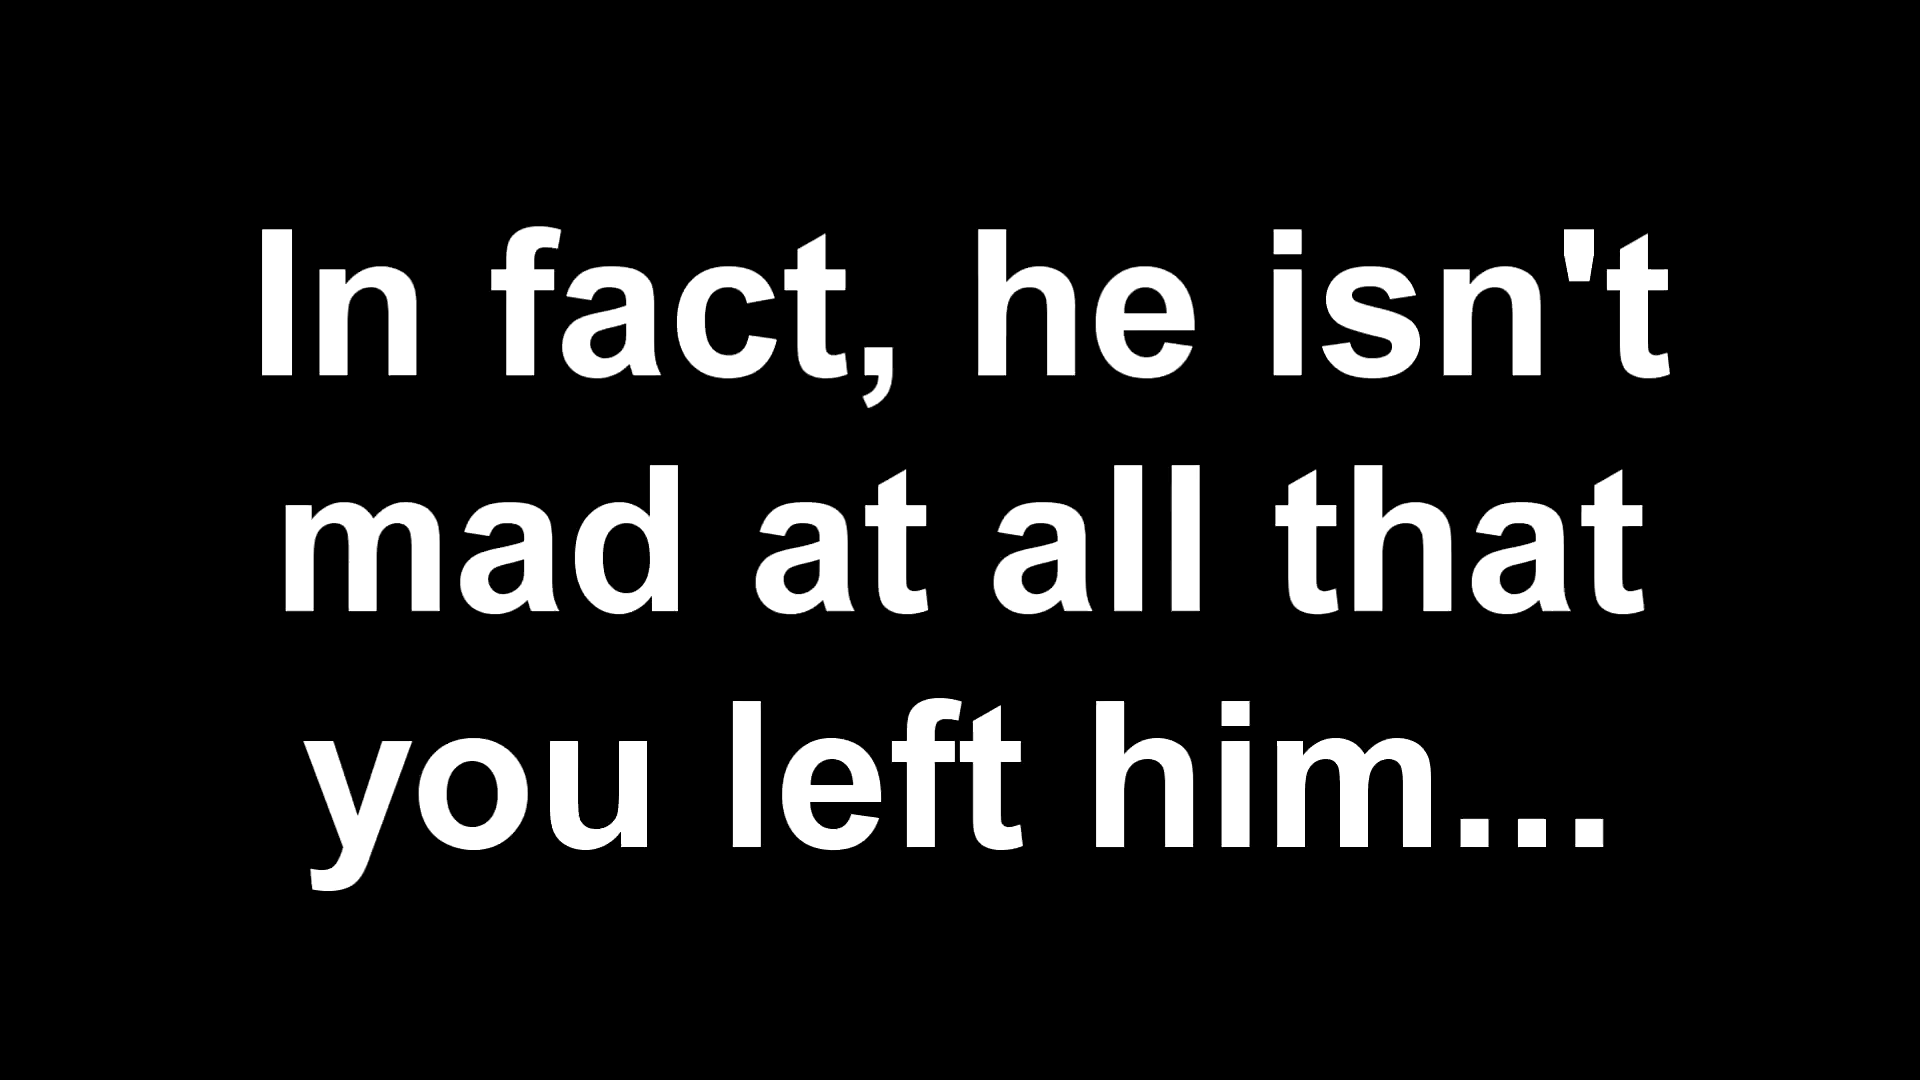 In fact, he isn't
mad at all that
you left him...